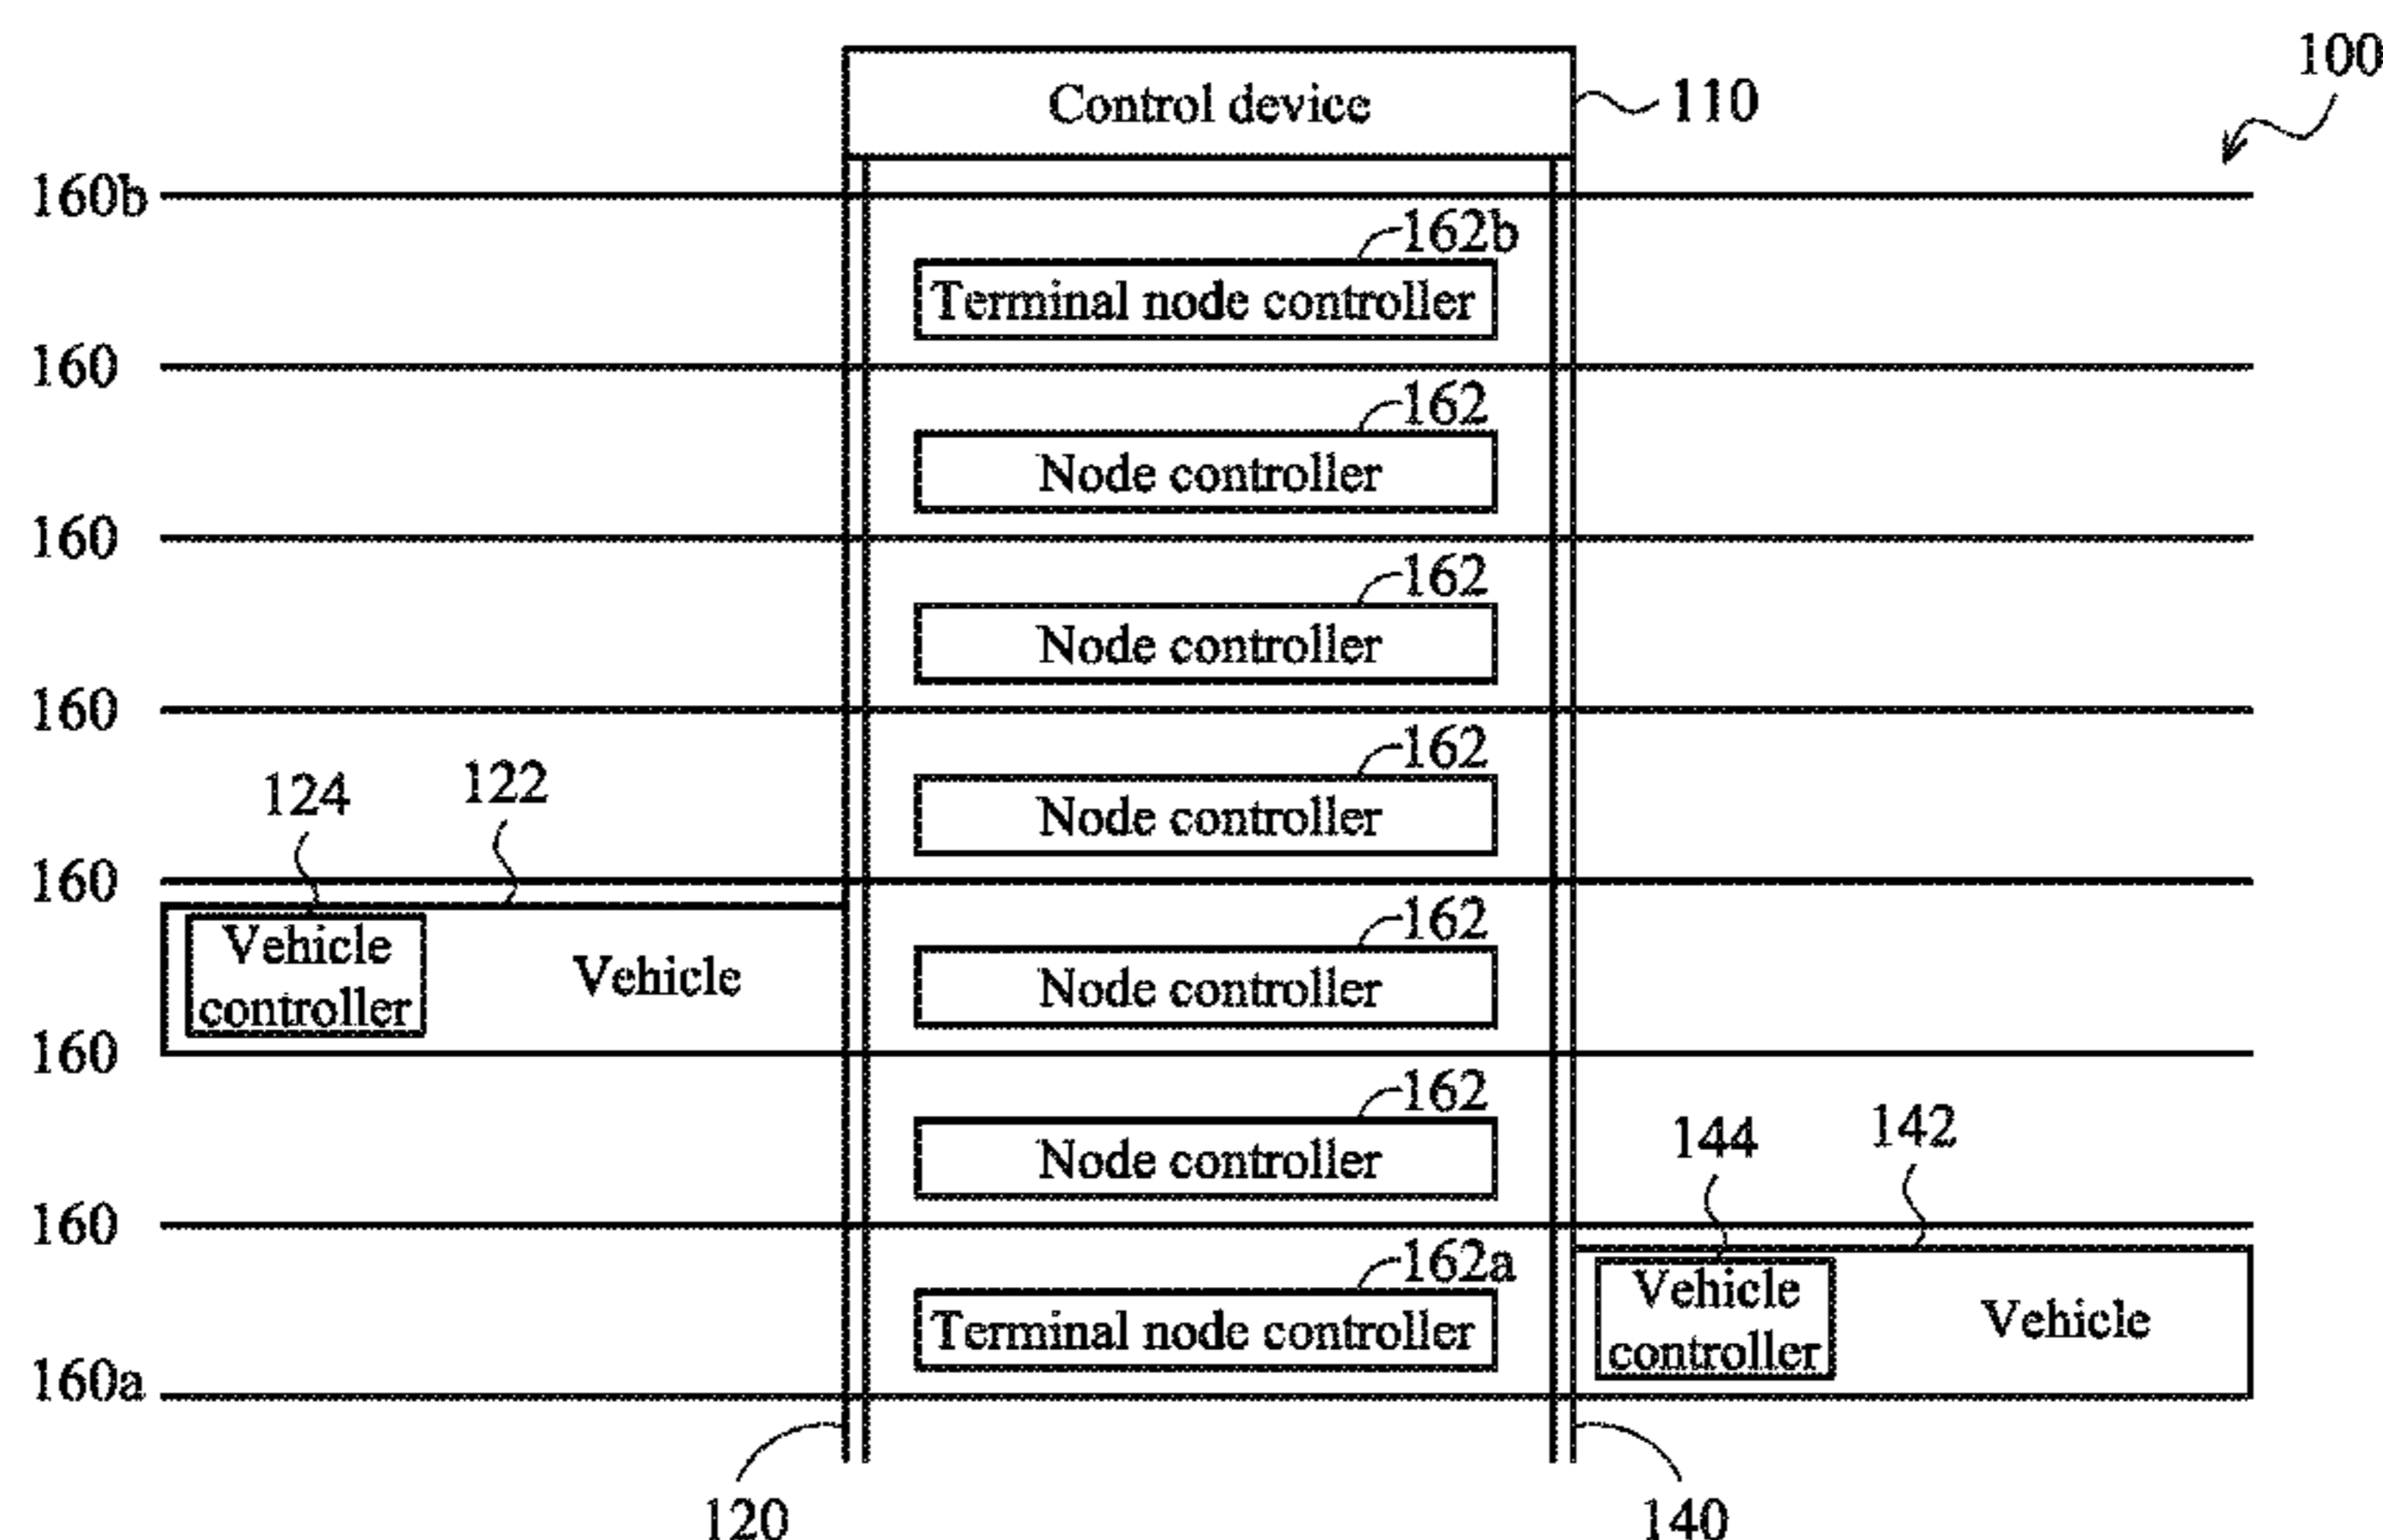 100
Control device
110
160b
162b
Terminal node controller
160
162
Node controller
160
162
Node controller
160
162
Node controller
124
122
160
162
Vehicle
controller
Vehicle
Node controller
160
162
Node controller
144
142
160
162a
Vehicle
controller
Vehicle
Terminal node controller
160a
120
140